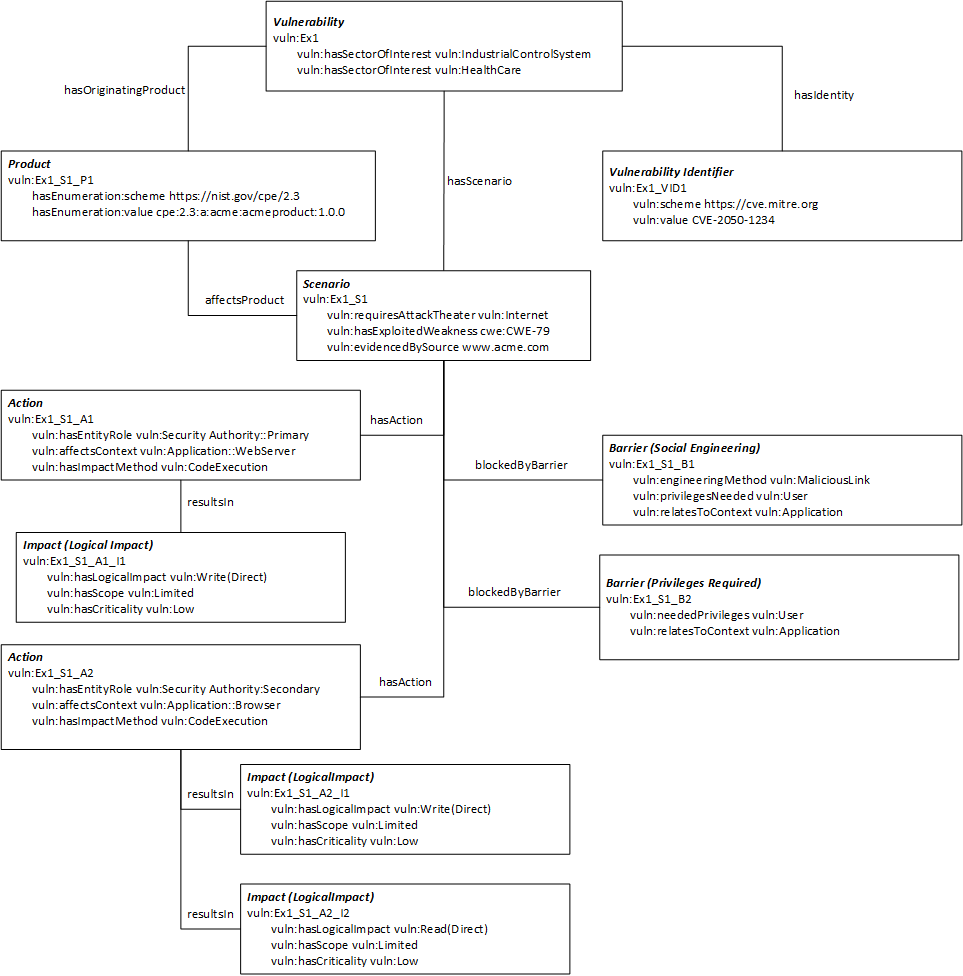 Vulnerability
vuln:Ex1
vuln:hasSectorOfInterest vuln:IndustrialControlSystem
vuln:hasSectorOfInterest vuln:HealthCare
hasOriginatingProduct
hasIdentity
Product
vuln:Ex1_S1_P1
hasEnumeration:scheme https://nist.gov/cpe/2.3
hasEnumeration:value cpe:2.3:a:acme:acmeproduct:1.0.0
hasScenario
Vulnerability Identifier
vuln:Ex1_VID1
vuln:scheme https://cve.mitre.org
vuln:value CVE-2050-1234
affectsProduct
Scenario
vuln:Ex1_S1
vuln:requiresAttackTheater vuln:Internet
vuln:hasExploitedWeakness cwe:CWE-79
vuln:evidencedBySource www.acme.com
Action
vuln:Ex1_S1_A1
vuln:hasEntityRole vuln:Security Authority::Primary
vuln:affectsContext vuln:Application::WebServer
vuln:hasImpactMethod vuln:CodeExecution
hasAction
blockedByBarrier
Barrier (Social Engineering)
vuln:Ex1_S1_B1
vuln:engineeringMethod vuln:MaliciousLink
vuln:privilegesNeeded vuln:User
vuln:relatesToContext vuln:Application
resultsIn
Impact (Logical Impact)
vuln:Ex1_S1_A1_I1
vuln:hasLogicalImpact vuln:Write(Direct)
vuln:hasScope vuln:Limited
vuln:hasCriticality vuln:Low
blockedByBarrier
Barrier (Privileges Required)
vuln:Ex1_S1_B2
vuln:neededPrivileges vuln:User
vuln:relatesToContext vuln:Application
Action
vuln:Ex1_S1_A2
vuln:hasEntityRole vuln:Security Authority:Secondary
vuln:affectsContext vuln:Application::Browser
vuln:hasImpactMethod vuln:CodeExecution
hasAction
resultsIn
Impact (LogicalImpact)
vuln:Ex1_S1_A2_I1
vuln:hasLogicalImpact vuln:Write(Direct)
vuln:hasScope vuln:Limited
vuln:hasCriticality vuln:Low
resultsIn
Impact (LogicalImpact)
vuln:Ex1_S1_A2_I2
vuln:hasLogicalImpact vuln:Read(Direct)
vuln:hasScope vuln:Limited
vuln:hasCriticality vuln:Low